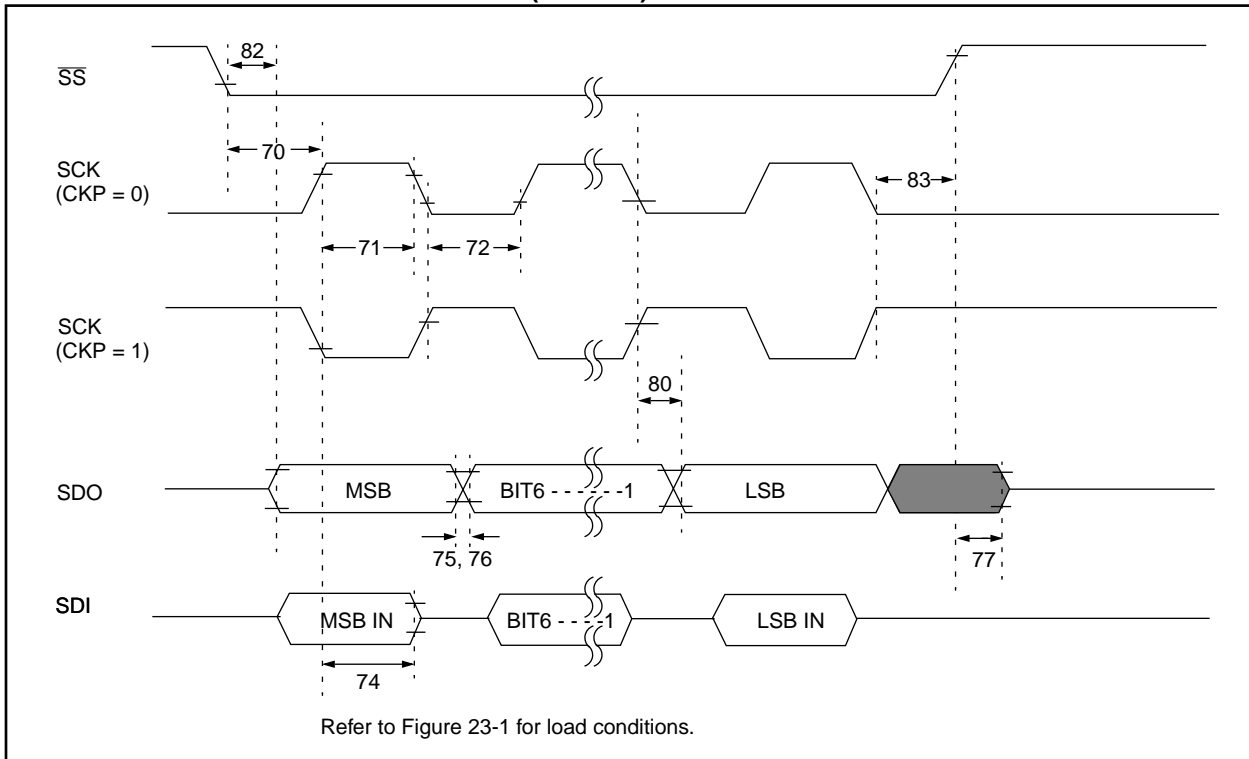 82
SS
70
SCK
(CKP = 0)
83
71
72
SCK
(CKP = 1)
80
SDO
MSB
BIT6 - - - - - -1
LSB
75, 76
77
SDI
MSB IN
BIT6 - - - -1
LSB IN
74
Refer to Figure 23-1 for load conditions.